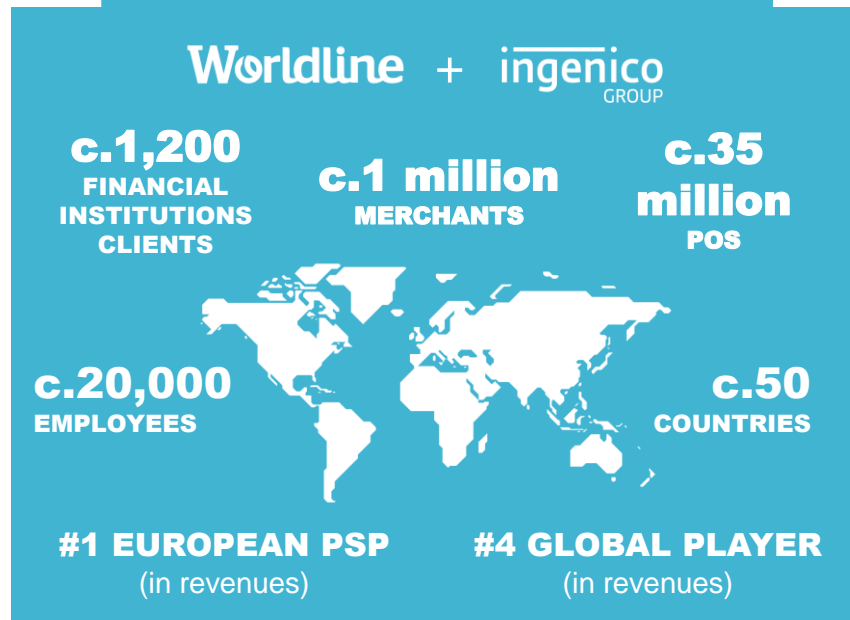 Worldline + ingenico
GROUP
c.1,200
FINANCIAL
INSTITUTIONS
CLIENTS
c.1 million
MERCHANTS
c.35
million
POS
c.20,000
EMPLOYEES
c.50
COUNTRIES
#1 EUROPEAN PSP
(in revenues)
#4 GLOBAL PLAYER
(in revenues)